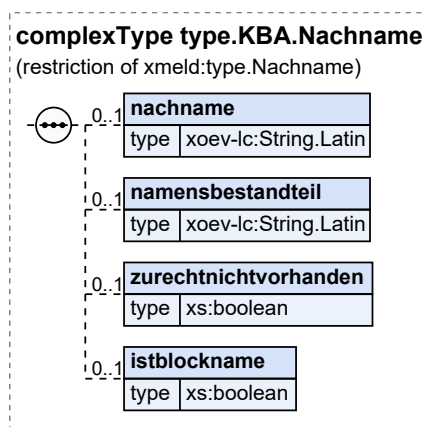 complexType type.KBA.Nachname
(restriction of xmeld:type.Nachname)
0..1 nachname
type xoev-lc:String.Latin
0..1 namensbestandteil
type xoev-lc:String.Latin
0..1 zurechtnichtvorhanden
type xs:boolean
0..1 istblockname
type xs:boolean